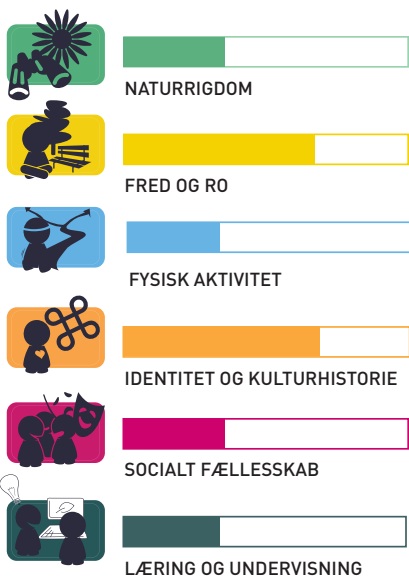 NATURRIGDOM
FRED OG RO
FYSISK AKTIVITET
IDENTITET OG KULTURHISTORIE
SOCIALT FÆLLESSKAB
LÆRING OG UNDERVISNING